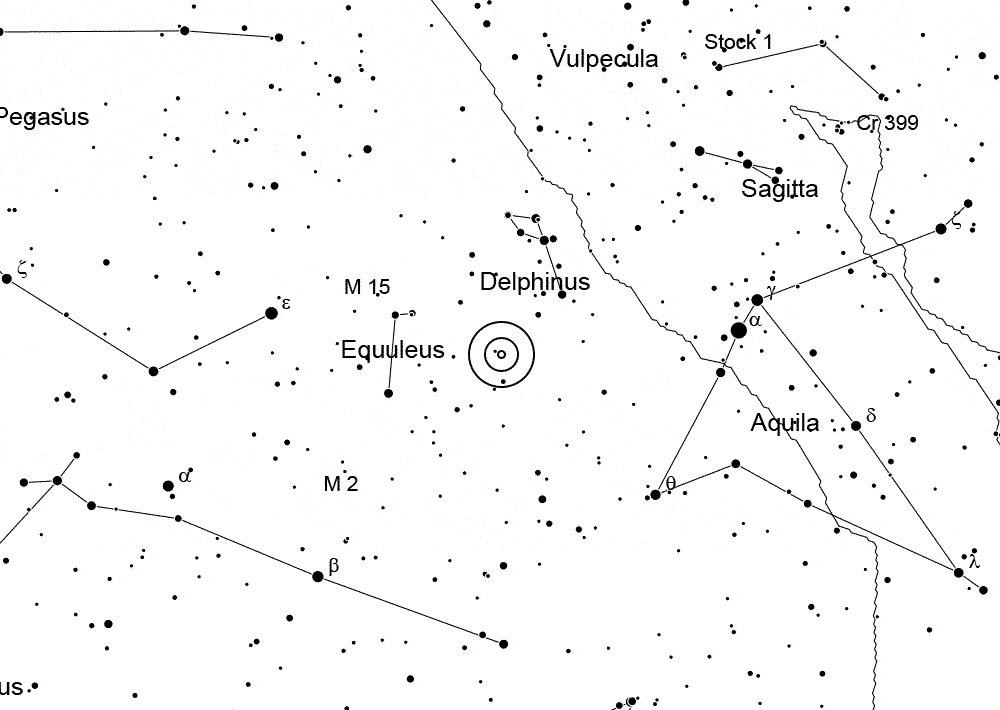 Stock 1
Vulpecula
Pegasus
Cr 399
Sagitta
ζ
ζ
Delphinus
M 15
γ
ε
α
Equuleus
δ
Aquila
α
θ
M 2
β
λ
us